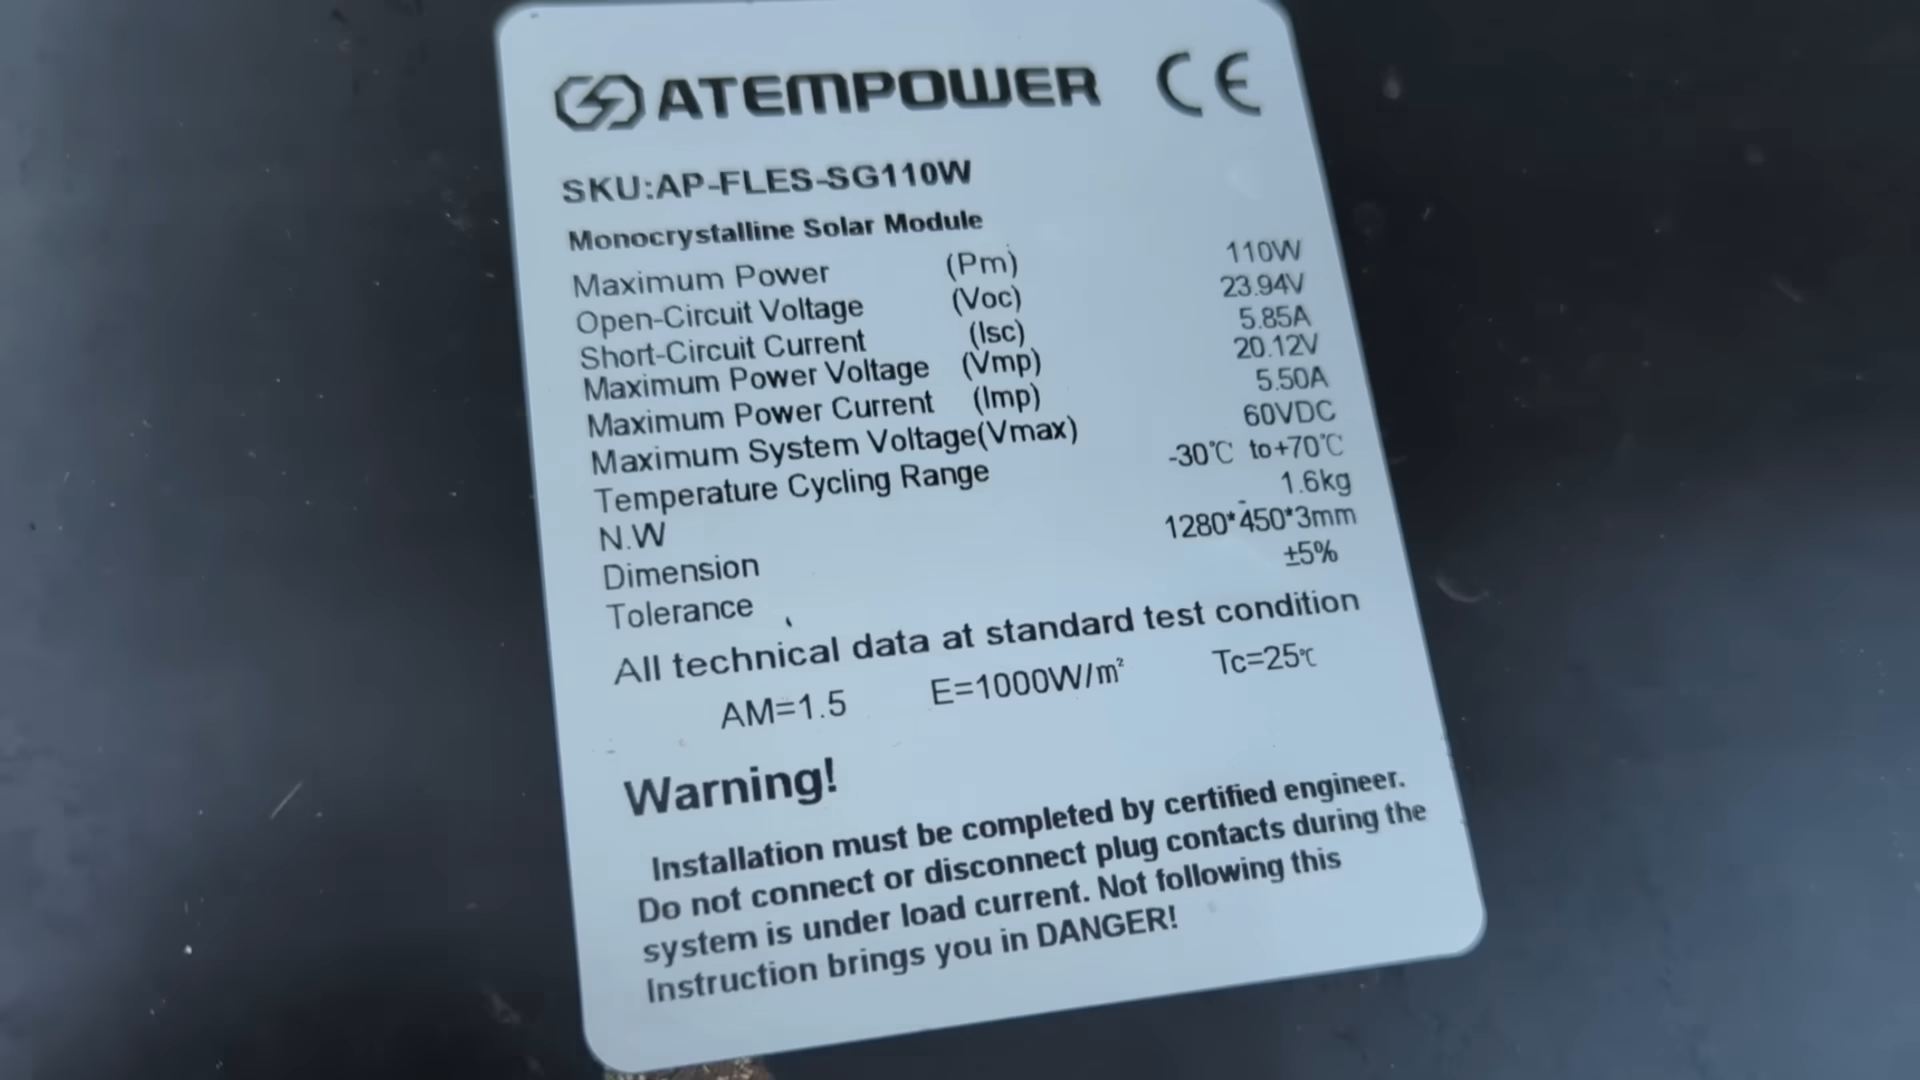 ATEMPOWER CE
SKU:AP-FLES-SG110W
Monocrystalline Solar Module
Maximum Power (Pm) 110W
Open-Circuit Voltage (Voc) 23.94V
Short-Circuit Current (Isc) 5.85A
Maximum Power Voltage (Vmp) 20.12V
Maximum Power Current (Imp) 5.50A
Maximum System Voltage(Vmax) 60VDC
Temperature Cycling Range -30℃ to+70℃
N.W 1.6kg
Dimension 1280*450*3mm
Tolerance ±5%
All technical data at standard test condition
AM=1.5 E=1000W/m² Tc=25℃
Warning!
Installation must be completed by certified engineer.
Do not connect or disconnect plug contacts during the
system is under load current. Not following this
Instruction brings you in DANGER!